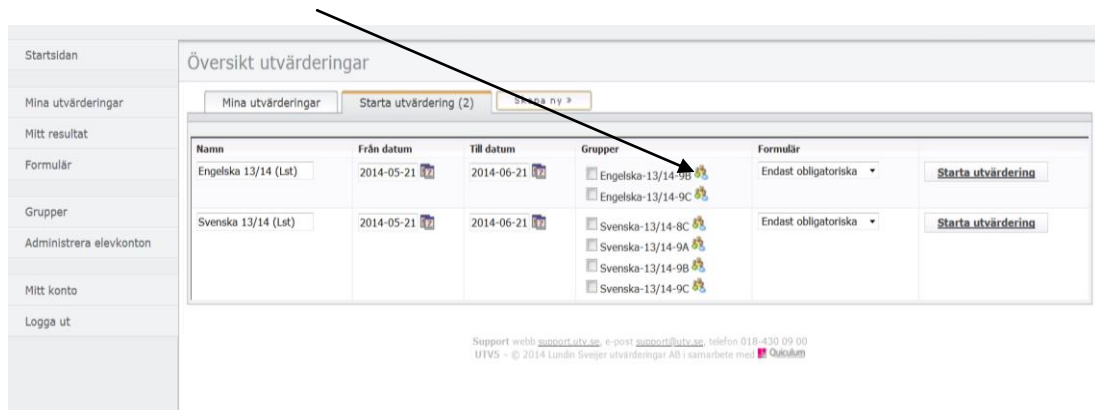 Startsidan
Översikt utvärderingar
Mina utvärderingar
Mitt resultat
Formulär
Grupper
Administrera elevkonton
Mitt konto
Logga ut
Mina utvärderingar Starta utvärdering (2) Skapa ny »
Namn Från datum Till datum Grupper Formulär
Engelska 13/14 (Lst) 2014-05-21 2014-06-21 Engelska-13/14-9B Endast obligatoriska Starta utvärdering
Engelska-13/14-9C
Svenska 13/14 (Lst) 2014-05-21 2014-06-21 Svenska-13/14-8C Endast obligatoriska Starta utvärdering
Svenska-13/14-9A
Svenska-13/14-9B
Svenska-13/14-9C
Support webb support.utv.se, e-post support@utv.se, telefon 018-430 09 00
UTV5 - © 2014 Lundin Sveijer utvärderingar AB i samarbete med Quiculum